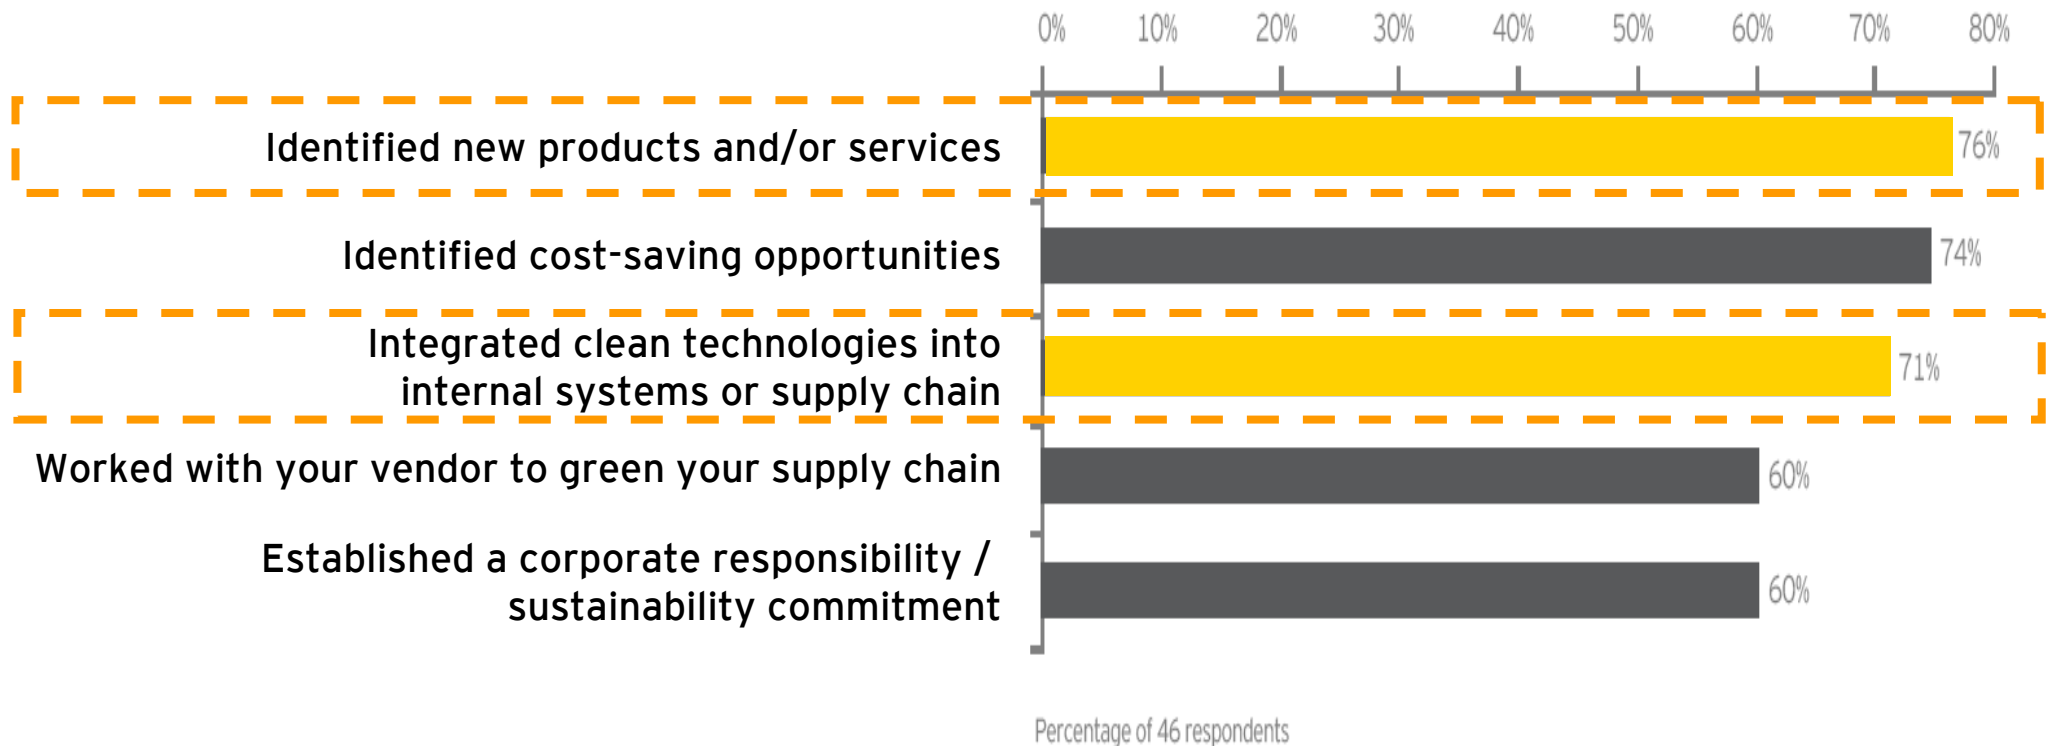 0% 10% 20% 30% 40% 50% 60% 70% 80%
Identified new products and/or services 76%
Identified cost-saving opportunities 74%
Integrated clean technologies into
internal systems or supply chain 71%
Worked with your vendor to green your supply chain 60%
Established a corporate responsibility /
sustainability commitment 60%
Percentage of 46 respondents